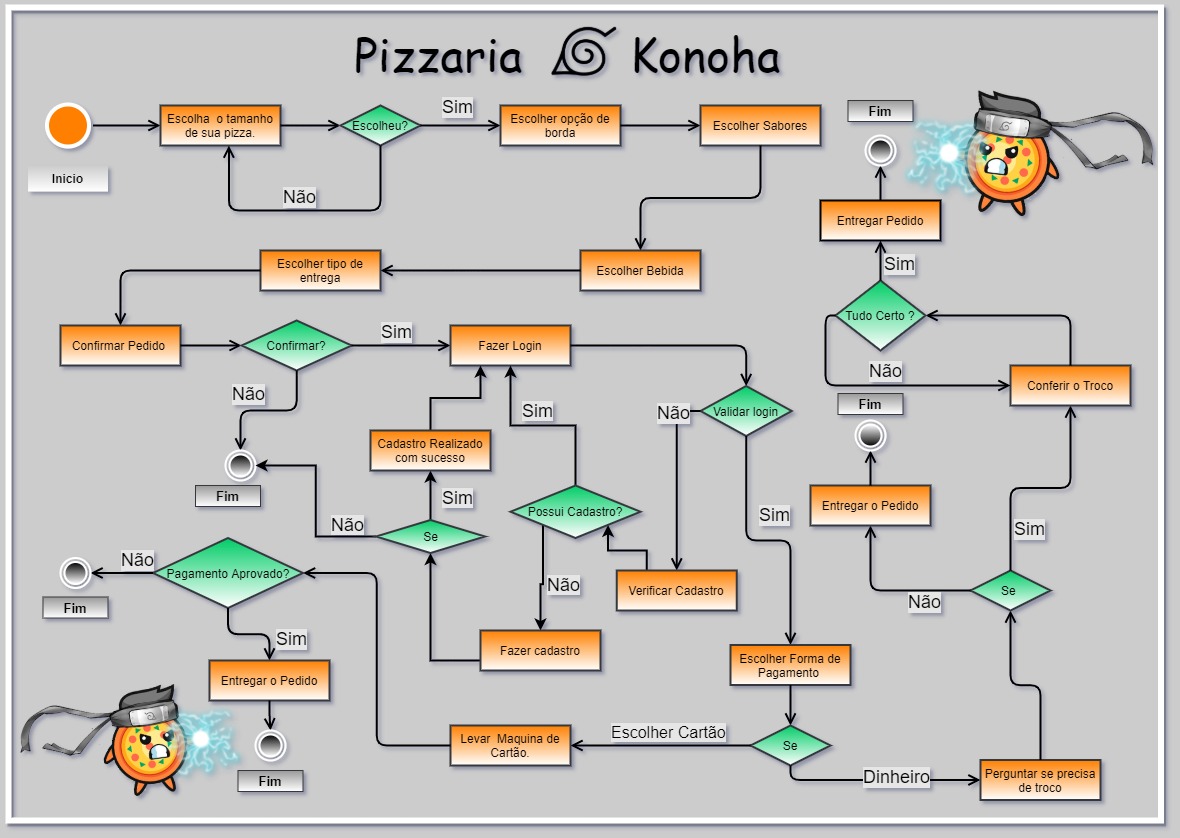 Pizzaria Konoha
Inicio
Escolha o tamanho
de sua pizza.
Escolheu?
Sim
Não
Escolher opção de
borda
Escolher Sabores
Fim
Entregar Pedido
Sim
Tudo Certo ?
Não
Conferir o Troco
Escolher Bebida
Escolher tipo de
entrega
Confirmar Pedido
Confirmar?
Sim
Não
Fim
Fazer Login
Validar login
Não
Sim
Cadastro Realizado
com sucesso
Sim
Possui Cadastro?
Sim
Não
Se
Não
Verificar Cadastro
Fazer cadastro
Fim
Entregar o Pedido
Não
Se
Sim
Pagamento Aprovado?
Não
Fim
Sim
Entregar o Pedido
Fim
Escolher Forma de
Pagamento
Se
Escolher Cartão
Levar Maquina de
Cartão.
Dinheiro
Perguntar se precisa
de troco